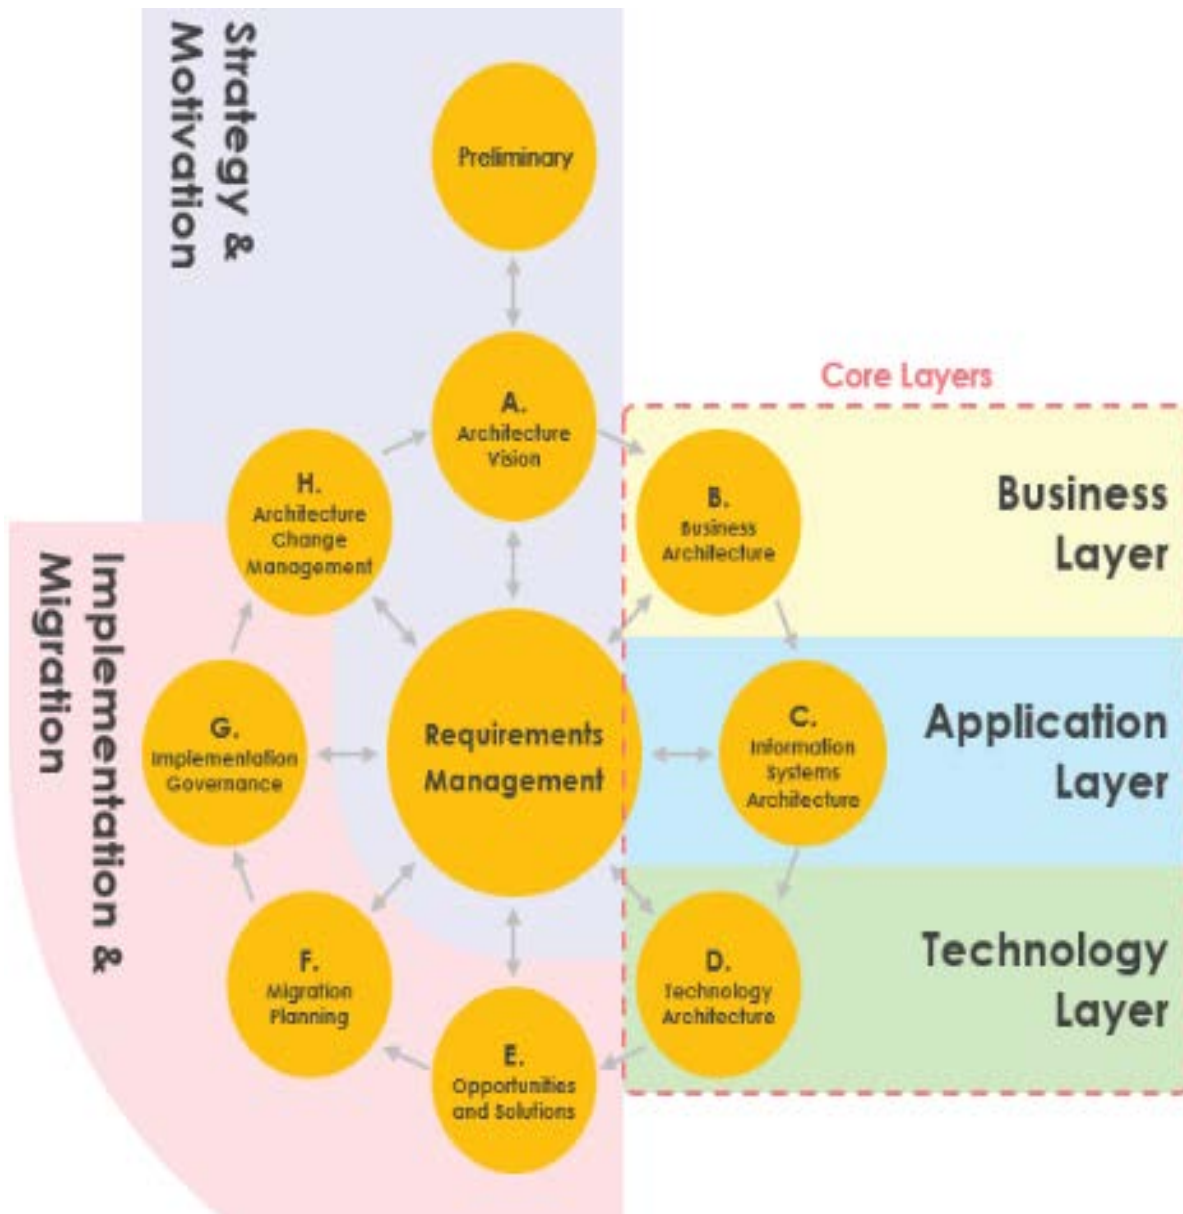 Strategy &
Motivation
Preliminary
Core Layers
A.
Architecture
Vision
H.
Architecture
Change
Management
B.
Business
Architecture
Business
Layer
Implementation &
Migration
G.
Implementation
Governance
Requirements
Management
C.
Information
Systems
Architecture
Application
Layer
F.
Migration
Planning
D.
Technology
Architecture
Technology
Layer
E.
Opportunities
and Solutions